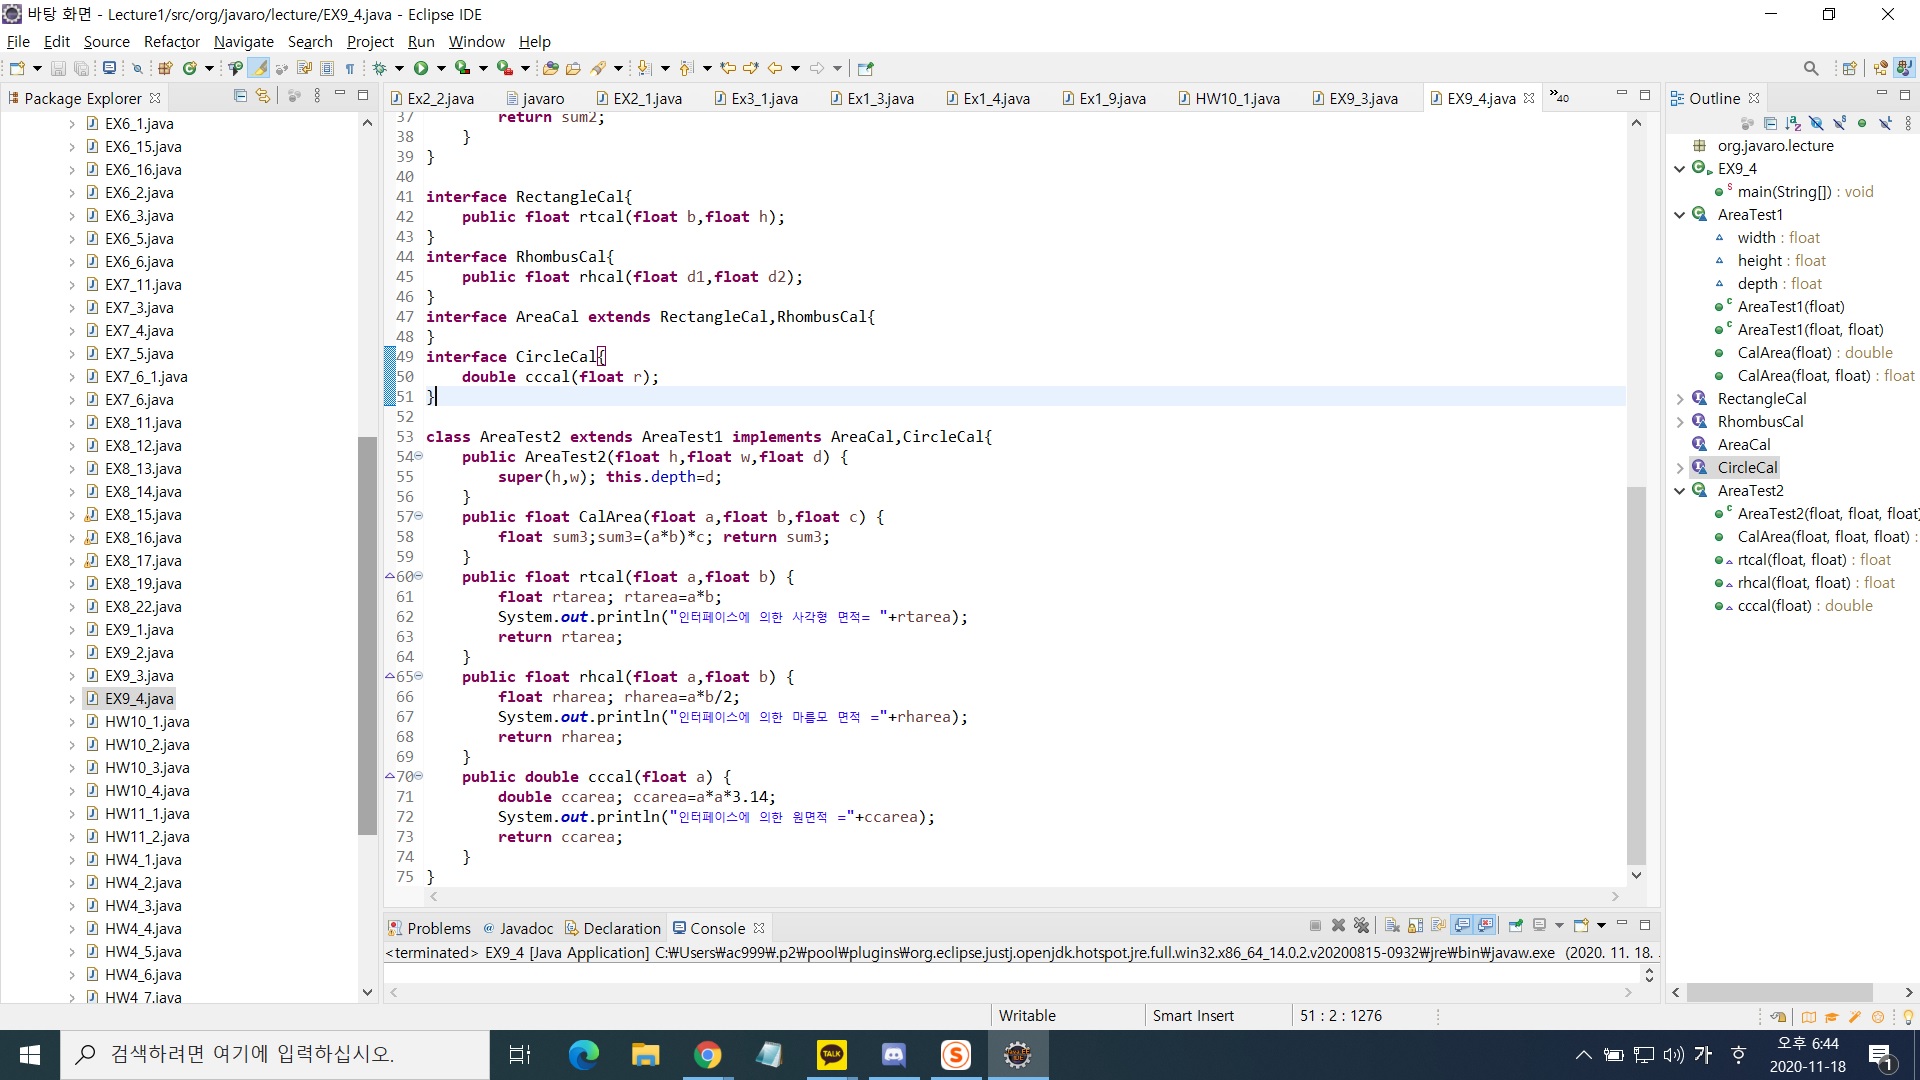 바탕 화면 - Lecture1/src/org/javaro/lecture/EX9_4.java - Eclipse IDE
File Edit Source Refactor Navigate Search Project Run Window Help
Package Explorer
EX6_1.java
EX6_15.java
EX6_16.java
EX6_2.java
EX6_3.java
EX6_5.java
EX6_6.java
EX7_11.java
EX7_3.java
EX7_4.java
EX7_5.java
EX7_6_1.java
EX7_6.java
EX8_11.java
EX8_12.java
EX8_13.java
EX8_14.java
EX8_15.java
EX8_16.java
EX8_17.java
EX8_19.java
EX8_22.java
EX9_1.java
EX9_2.java
EX9_3.java
EX9_4.java
HW10_1.java
HW10_2.java
HW10_3.java
HW10_4.java
HW11_1.java
HW11_2.java
HW4_1.java
HW4_2.java
HW4_3.java
HW4_4.java
HW4_5.java
HW4_6.java
HW4_7.java
Ex2_2.java javaro EX2_1.java Ex3_1.java Ex1_3.java Ex1_4.java Ex1_9.java HW10_1.java EX9_3.java EX9_4.java »40
37 return sum2;
38 }
39 }
40
41 interface RectangleCal{
42 public float rtcal(float b,float h);
43 }
44 interface RhombusCal{
45 public float rhcal(float d1,float d2);
46 }
47 interface AreaCal extends RectangleCal,RhombusCal{
48 }
49 interface CircleCal{
50 double cccal(float r);
51 }
52
53 class AreaTest2 extends AreaTest1 implements AreaCal,CircleCal{
54 public AreaTest2(float h,float w,float d) {
55 super(h,w); this.depth=d;
56 }
57 public float CalArea(float a,float b,float c) {
58 float sum3;sum3=(a*b)*c; return sum3;
59 }
60 public float rtcal(float a,float b) {
61 float rtarea; rtarea=a*b;
62 System.out.println("인터페이스에 의한 사각형 면적= "+rtarea);
63 return rtarea;
64 }
65 public float rhcal(float a,float b) {
66 float rharea; rharea=a*b/2;
67 System.out.println("인터페이스에 의한 마름모 면적 ="+rharea);
68 return rharea;
69 }
70 public double cccal(float a) {
71 double ccarea; ccarea=a*a*3.14;
72 System.out.println("인터페이스에 의한 원면적 ="+ccarea);
73 return ccarea;
74 }
75 }
Problems @ Javadoc Declaration Console
<terminated> EX9_4 [Java Application] C:₩Users₩ac999₩.p2₩pool₩plugins₩org.eclipse.justj.openjdk.hotspot.jre.full.win32.x86_64_14.0.2.v20200815-0932₩jre₩bin₩javaw.exe (2020. 11. 18.
Outline
org.javaro.lecture
EX9_4
main(String[]) : void
AreaTest1
width : float
height : float
depth : float
AreaTest1(float)
AreaTest1(float, float)
CalArea(float) : double
CalArea(float, float) : float
RectangleCal
RhombusCal
AreaCal
CircleCal
AreaTest2
AreaTest2(float, float, float)
CalArea(float, float, float) :
rtcal(float, float) : float
rhcal(float, float) : float
cccal(float) : double
Writable Smart Insert 51 : 2 : 1276
검색하려면 여기에 입력하십시오.
TALK
가 오후 6:44
2020-11-18
1